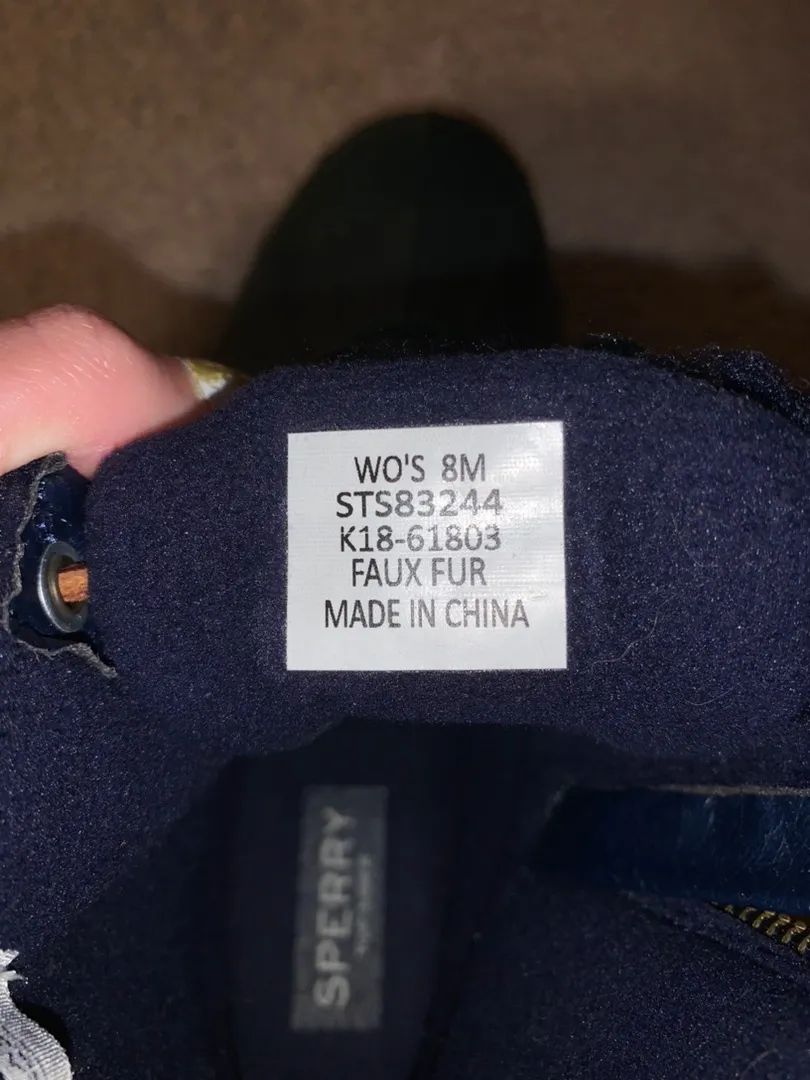 WO'S 8M
STS83244
K18-61803
FAUX FUR
MADE IN CHINA
SPERRY